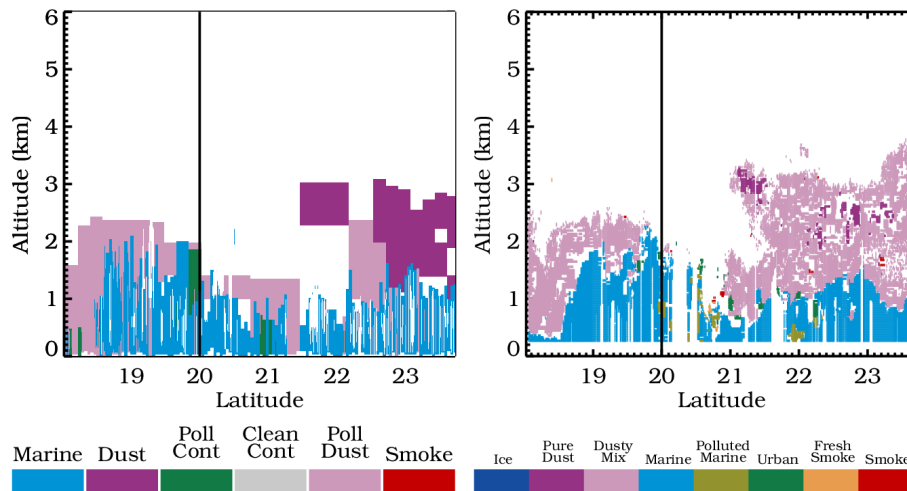 6
5
4
3
2
1
0
Altitude (km)
19 20 21 22 23
Latitude
6
5
4
3
2
1
0
Altitude (km)
19 20 21 22 23
Latitude
Marine Dust Poll Cont Clean Cont Poll Dust Smoke
Ice Pure Dust Dusty Mix Marine Polluted Marine Urban Fresh Smoke Smoke